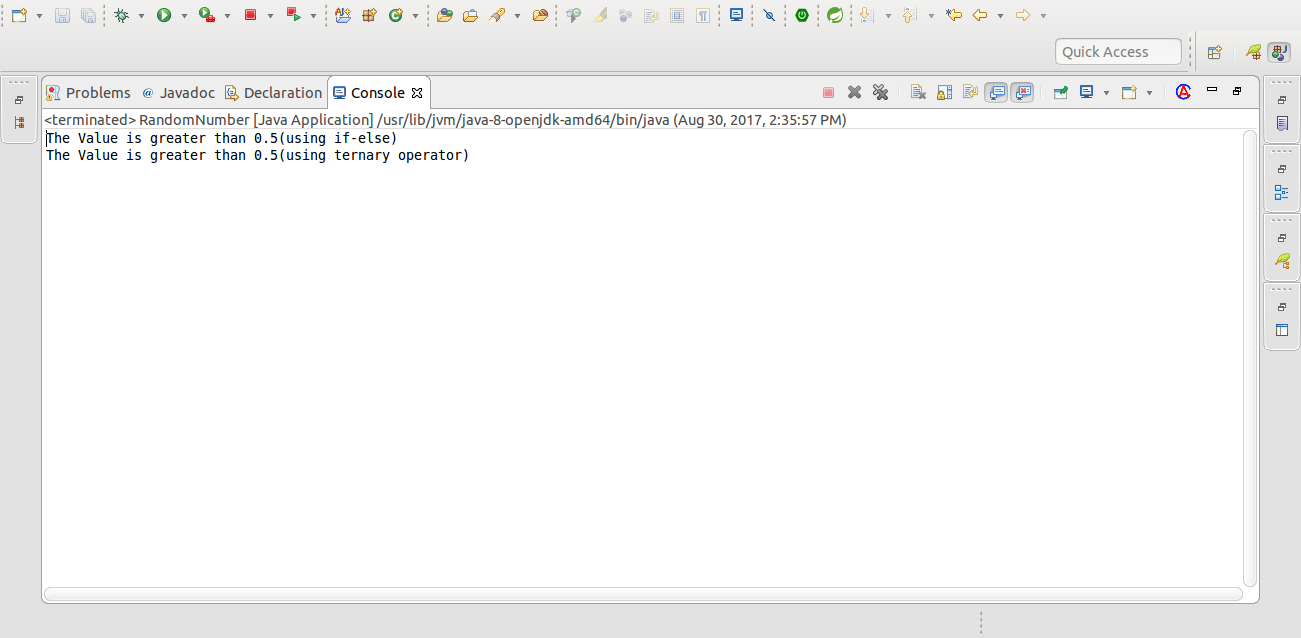 Quick Access
Problems @ Javadoc Declaration Console
<terminated> RandomNumber [Java Application] /usr/lib/jvm/java-8-openjdk-amd64/bin/java (Aug 30, 2017, 2:35:57 PM)
The Value is greater than 0.5(using if-else)
The Value is greater than 0.5(using ternary operator)